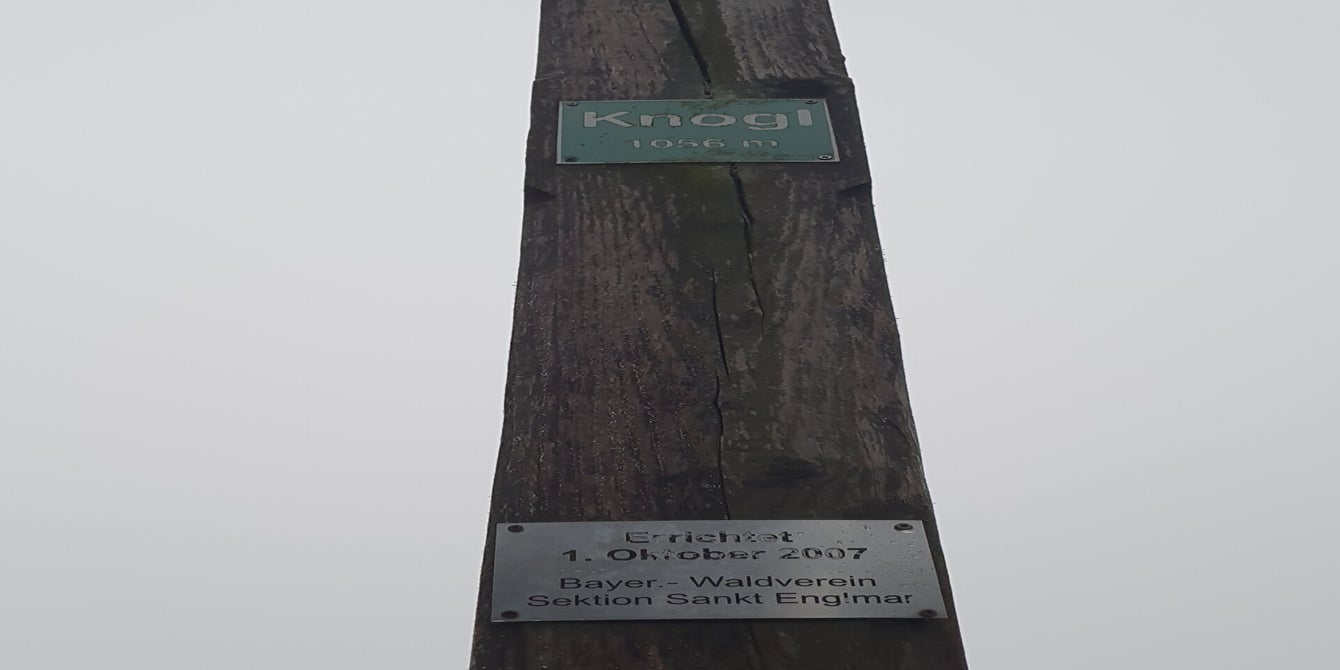 Knogl
1056 m
Errichtet
1. Oktober 2007
Bayer.- Waldverein
Sektion Sankt Englmar